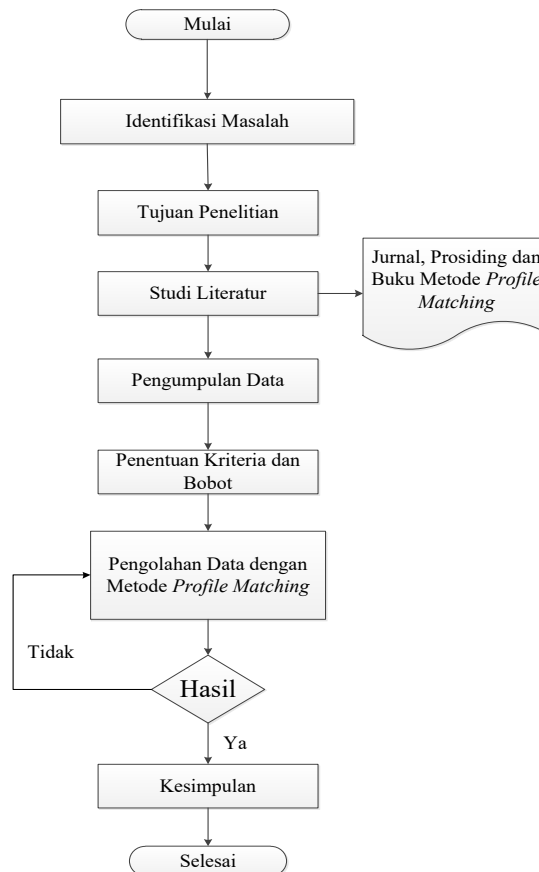 Mulai
Identifikasi Masalah
Tujuan Penelitian
Studi Literatur
Jurnal, Prosiding dan
Buku Metode Profile
Matching
Pengumpulan Data
Penentuan Kriteria dan
Bobot
Pengolahan Data dengan
Metode Profile Matching
Tidak
Hasil
Ya
Kesimpulan
Selesai